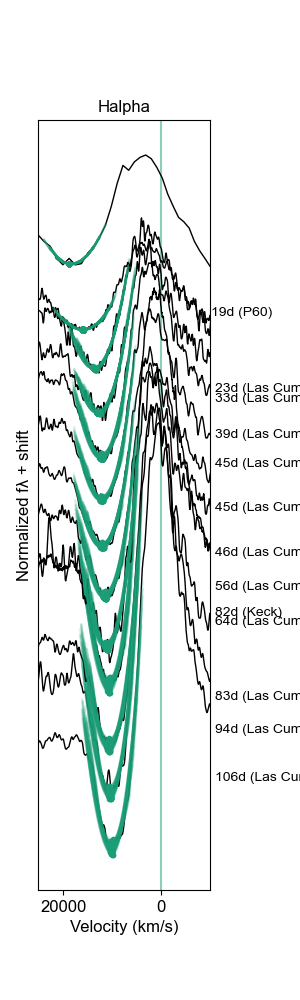 Halpha
19d (P60)
23d (Las Cum
33d (Las Cum
39d (Las Cum
45d (Las Cum
45d (Las Cum
46d (Las Cum
56d (Las Cum
82d (Keck)
64d (Las Cum
83d (Las Cum
94d (Las Cum
106d (Las Cur
Normalized fλ + shift
20000 0
Velocity (km/s)